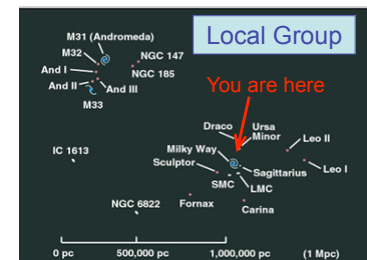 Local Group
You are here
M31 (Andromeda)
M32
NGC 147
And I
NGC 185
And II
And III
M33
Draco
Ursa
Minor
Leo II
IC 1613
Milky Way
Sculptor
Sagittarius
Leo I
SMC
LMC
NGC 6822
Fornax
Carina
0 pc
500,000 pc
1,000,000 pc
(1 Mpc)